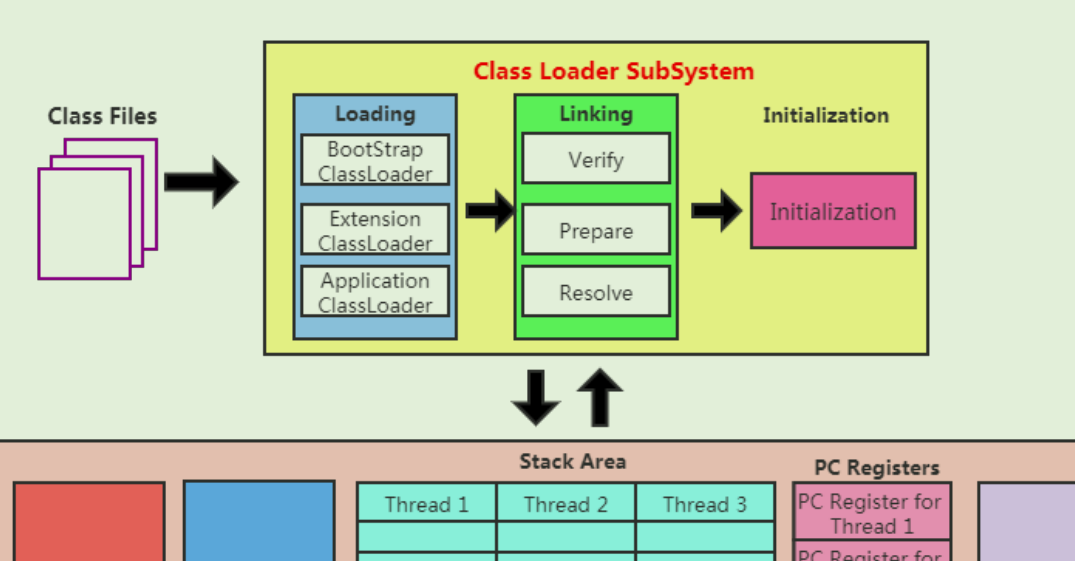 Class Loader SubSystem
Class Files
Loading
BootStrap
ClassLoader
Extension
ClassLoader
Application
ClassLoader
Linking
Verify
Prepare
Resolve
Initialization
Initialization
Stack Area
Thread 1
Thread 2
Thread 3
PC Registers
PC Register for
Thread 1
PC Register for